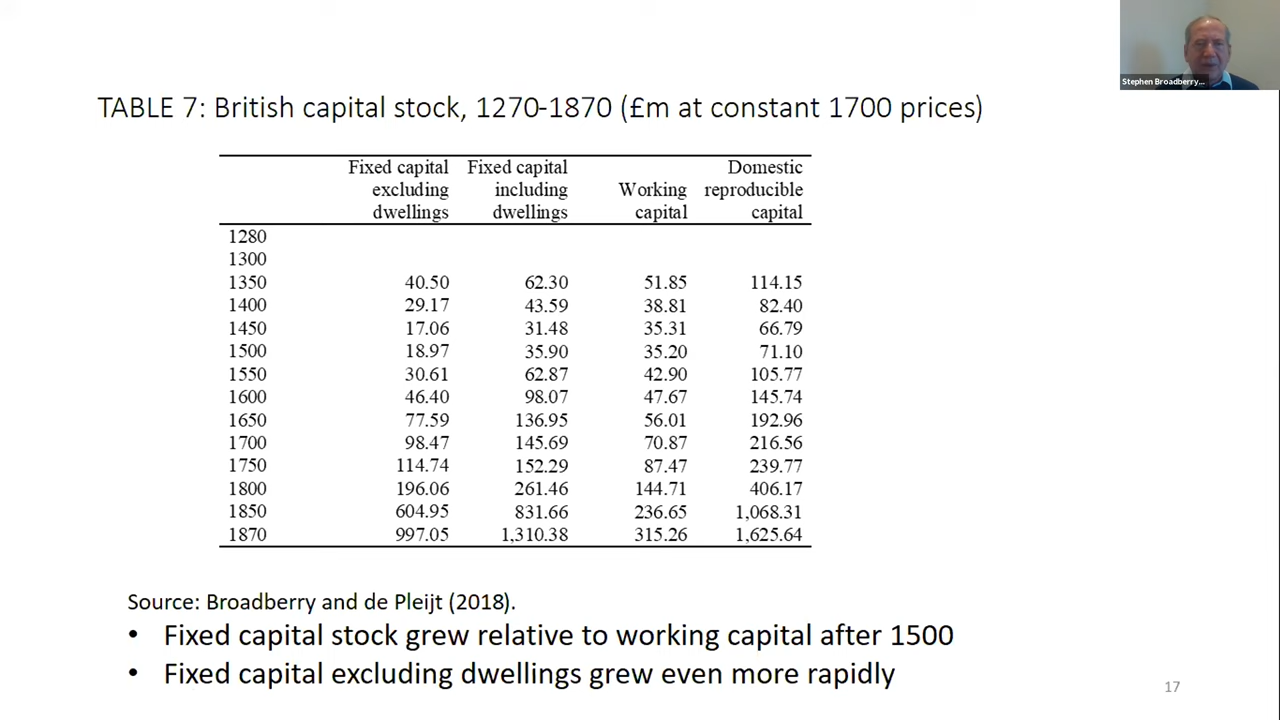 Stephen Broadberry...
TABLE 7: British capital stock, 1270-1870 (£m at constant 1700 prices)
Fixed capital excluding dwellings Fixed capital including dwellings Working capital Domestic reproducible capital
1280
1300
1350 40.50 62.30 51.85 114.15
1400 29.17 43.59 38.81 82.40
1450 17.06 31.48 35.31 66.79
1500 18.97 35.90 35.20 71.10
1550 30.61 62.87 42.90 105.77
1600 46.40 98.07 47.67 145.74
1650 77.59 136.95 56.01 192.96
1700 98.47 145.69 70.87 216.56
1750 114.74 152.29 87.47 239.77
1800 196.06 261.46 144.71 406.17
1850 604.95 831.66 236.65 1,068.31
1870 997.05 1,310.38 315.26 1,625.64
Source: Broadberry and de Pleijt (2018).
• Fixed capital stock grew relative to working capital after 1500
• Fixed capital excluding dwellings grew even more rapidly
17